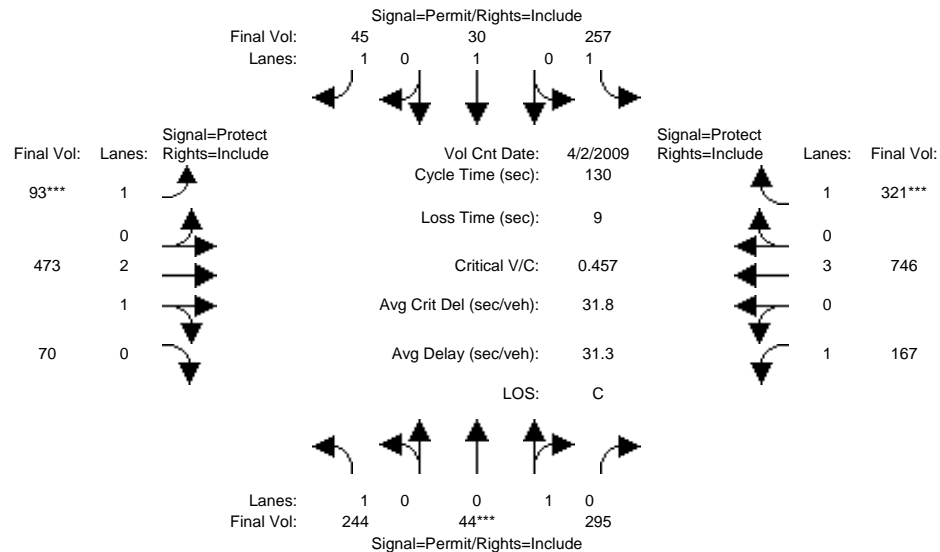 Signal=Permit/Rights=Include
Final Vol: 45 30 257
Lanes: 1 0 1 0 1
Signal=Protect Signal=Protect
Final Vol: Lanes: Rights=Include Vol Cnt Date: 4/2/2009 Rights=Include Lanes: Final Vol:
Cycle Time (sec): 130
93*** 1 1 321***
Loss Time (sec): 9
0 0
473 2 Critical V/C: 0.457 3 746
1 Avg Crit Del (sec/veh): 31.8 0
70 0 Avg Delay (sec/veh): 31.3 1 167
LOS: C
Lanes: 1 0 0 1 0
Final Vol: 244 44*** 295
Signal=Permit/Rights=Include